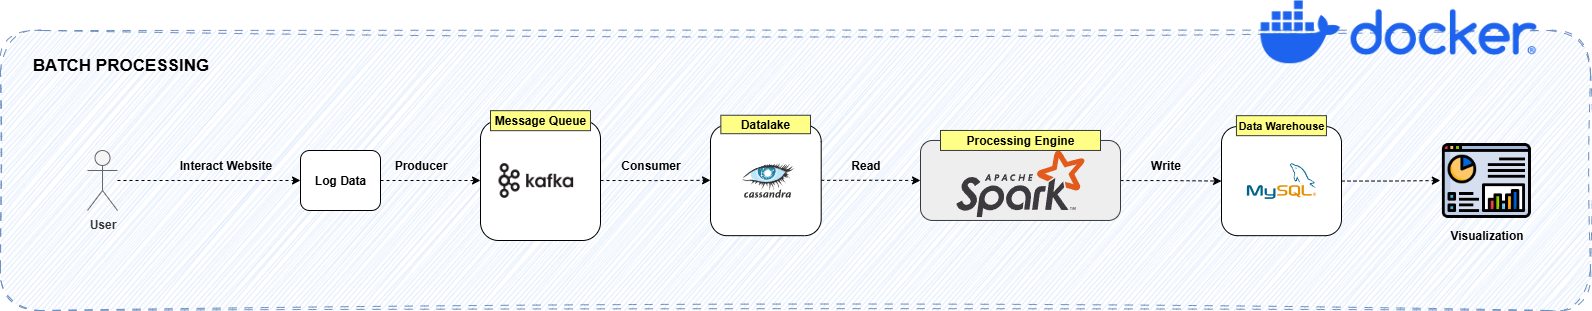 docker
®
BATCH PROCESSING
Message Queue
Datalake
Processing Engine
Data Warehouse
Interact Website
Producer
Consumer
Read
Write
Log Data
kafka
cassandra
APACHE
Spark
™
MySQL®
User
Visualization